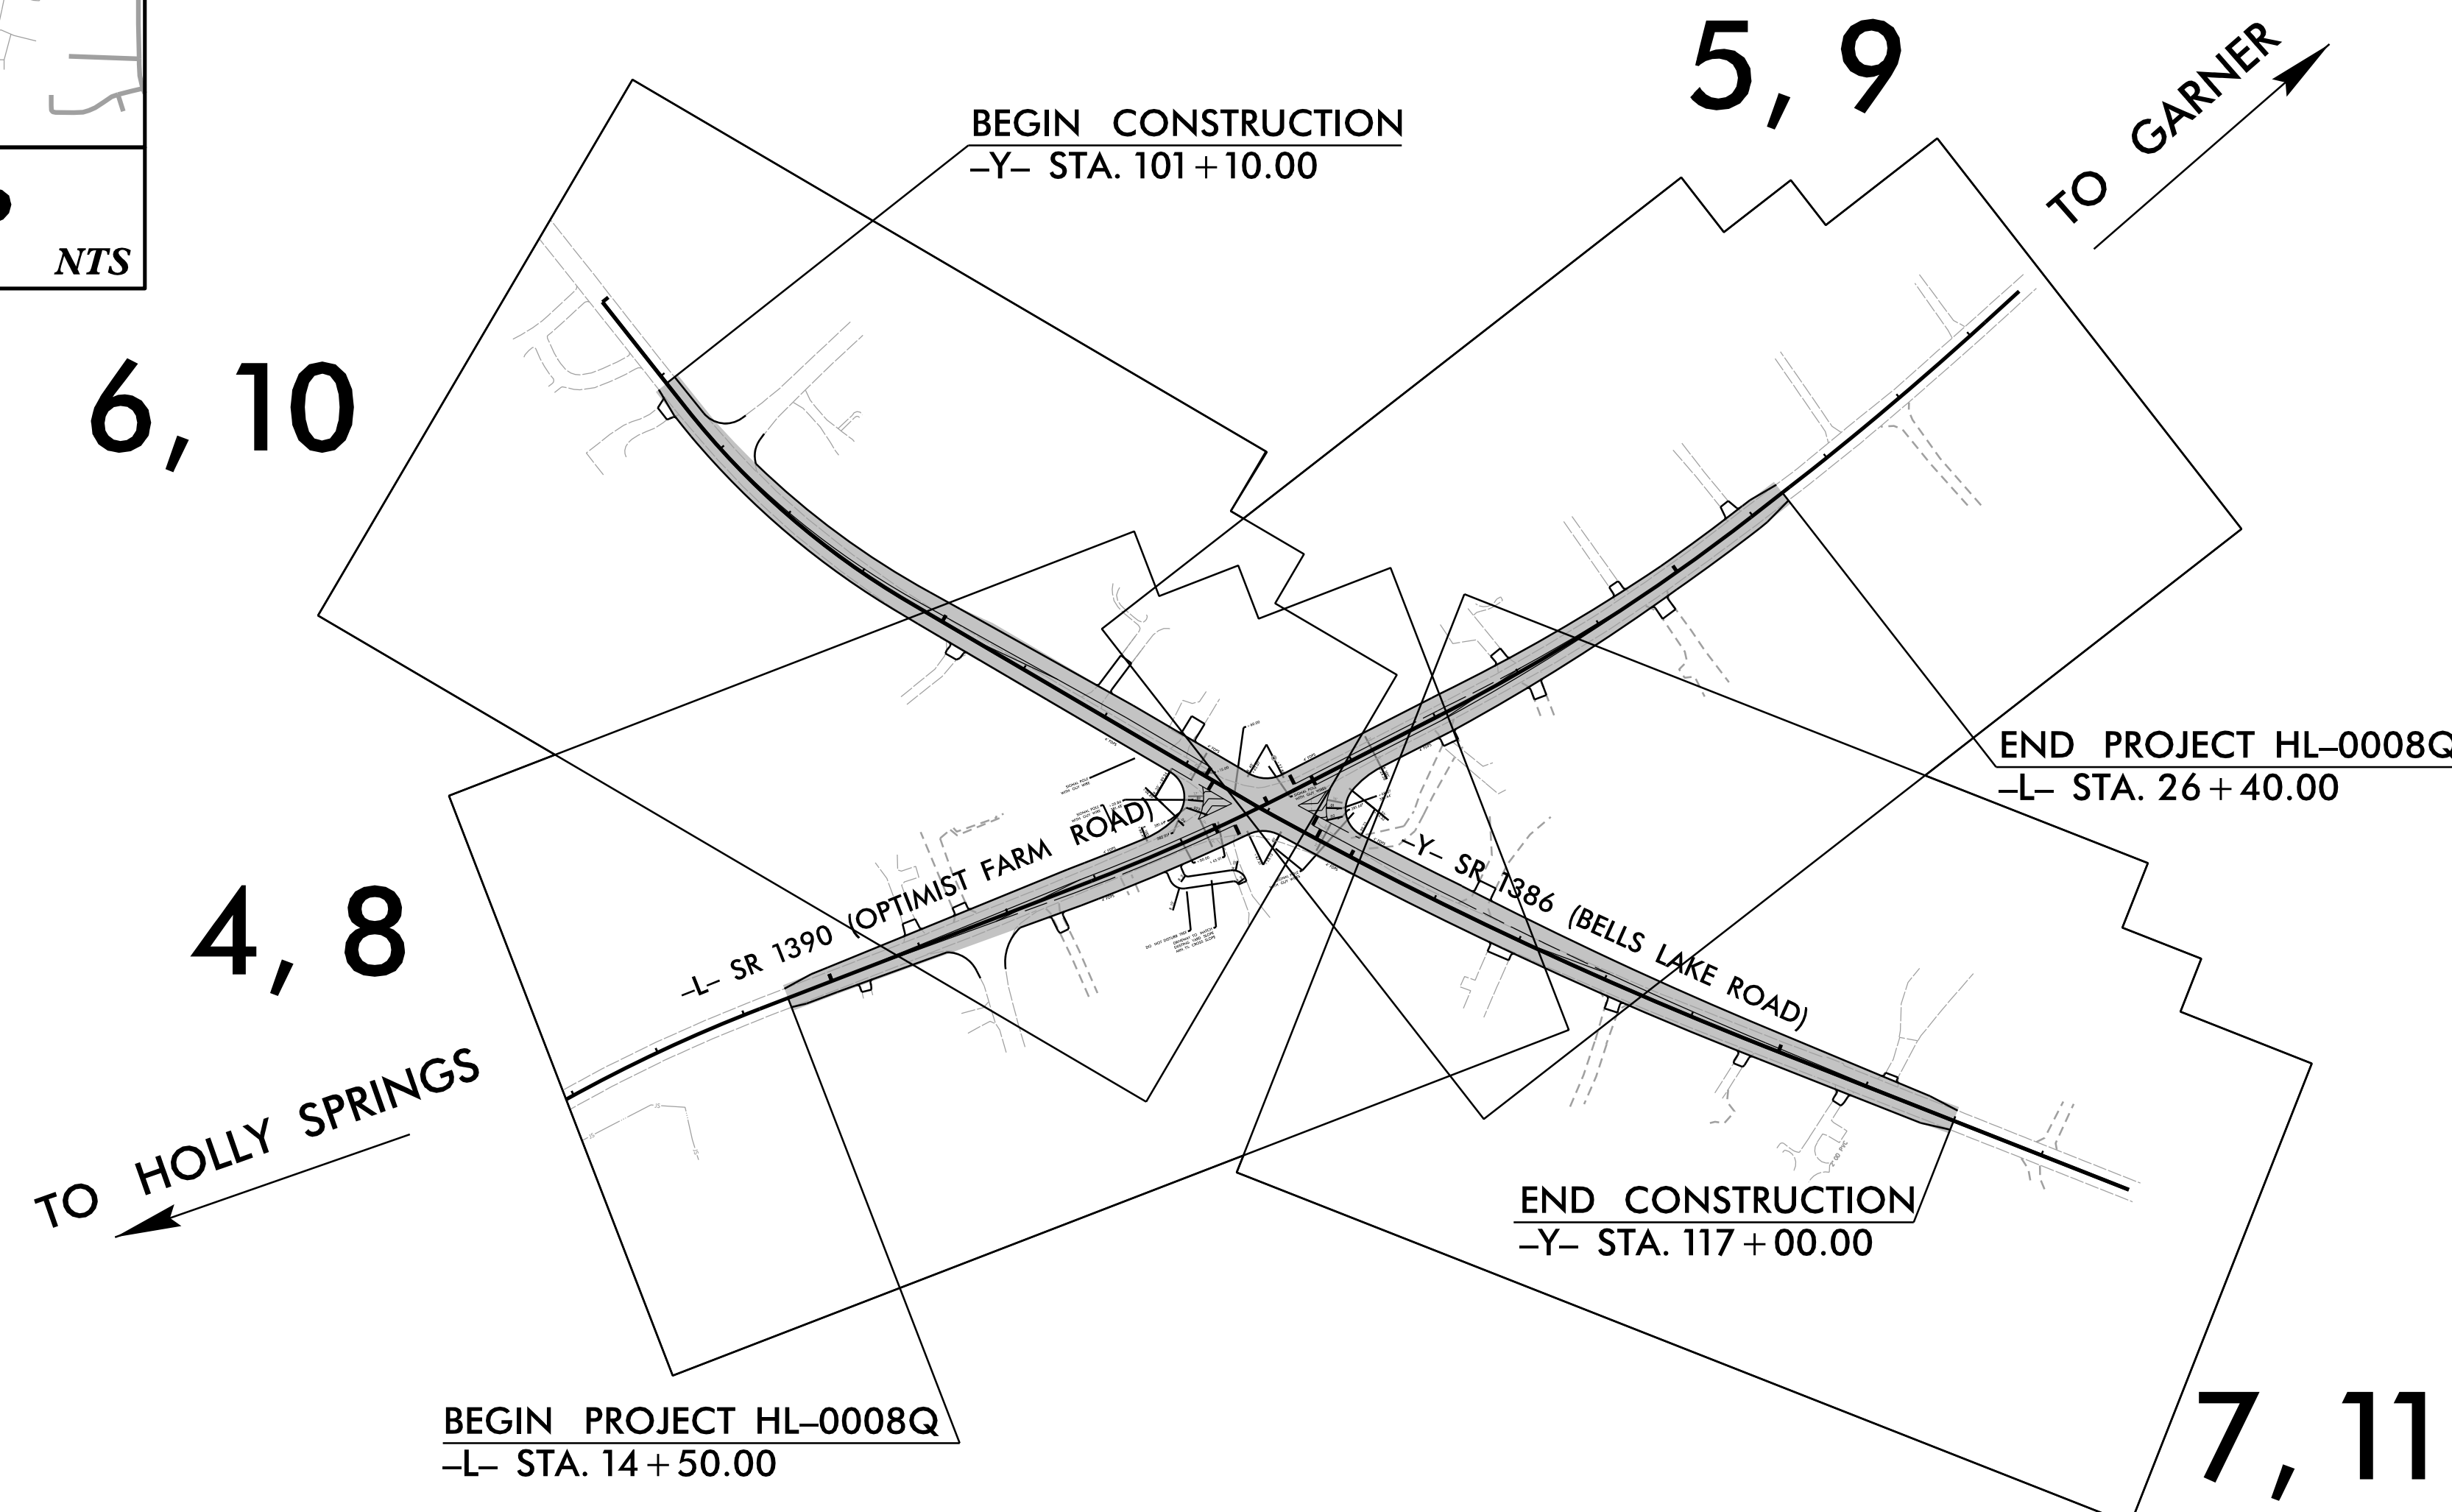 5, 9
TO GARNER
BEGIN CONSTRUCTION
–Y– STA. 101+10.00
NTS
6, 10
END PROJECT HL–0008Q
–L– STA. 26+40.00
–L– SR 1390 (OPTIMIST FARM ROAD)
–Y– SR 1386 (BELLS LAKE ROAD)
4, 8
TO HOLLY SPRINGS
END CONSTRUCTION
–Y– STA. 117+00.00
BEGIN PROJECT HL–0008Q
–L– STA. 14+50.00
7, 11